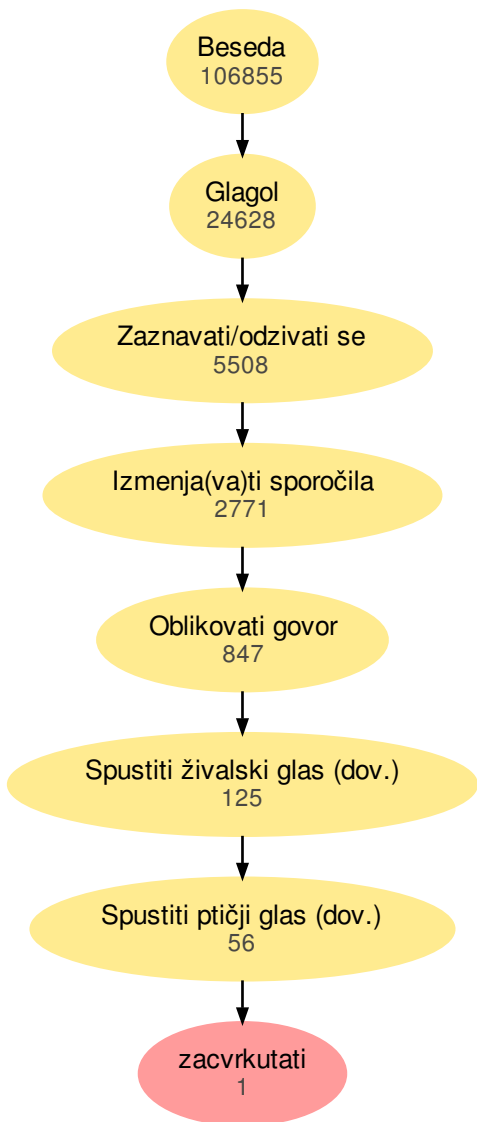 Beseda
106855
Glagol
24628
Zaznavati/odzivati se
5508
Izmenja(va)ti sporočila
2771
Oblikovati govor
847
Spustiti živalski glas (dov.)
125
Spustiti ptičji glas (dov.)
56
zacvrkutati
1